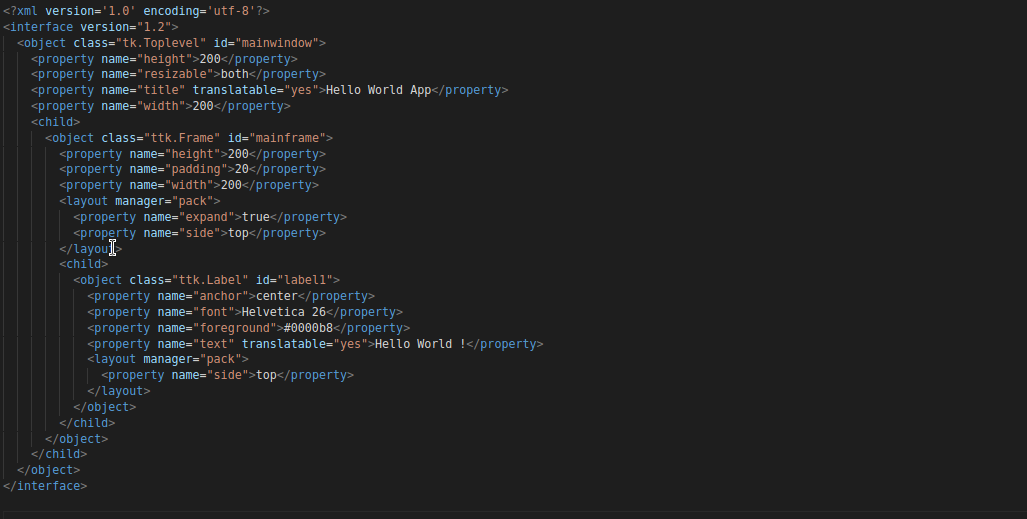 <?xml version='1.0' encoding='utf-8'?>
<interface version="1.2">
  <object class="tk.Toplevel" id="mainwindow">
    <property name="height">200</property>
    <property name="resizable">both</property>
    <property name="title" translatable="yes">Hello World App</property>
    <property name="width">200</property>
    <child>
      <object class="ttk.Frame" id="mainframe">
        <property name="height">200</property>
        <property name="padding">20</property>
        <property name="width">200</property>
        <layout manager="pack">
          <property name="expand">true</property>
          <property name="side">top</property>
        </layout>
        <child>
          <object class="ttk.Label" id="label1">
            <property name="anchor">center</property>
            <property name="font">Helvetica 26</property>
            <property name="foreground">#0000b8</property>
            <property name="text" translatable="yes">Hello World !</property>
            <layout manager="pack">
              <property name="side">top</property>
            </layout>
          </object>
        </child>
      </object>
    </child>
  </object>
</interface>